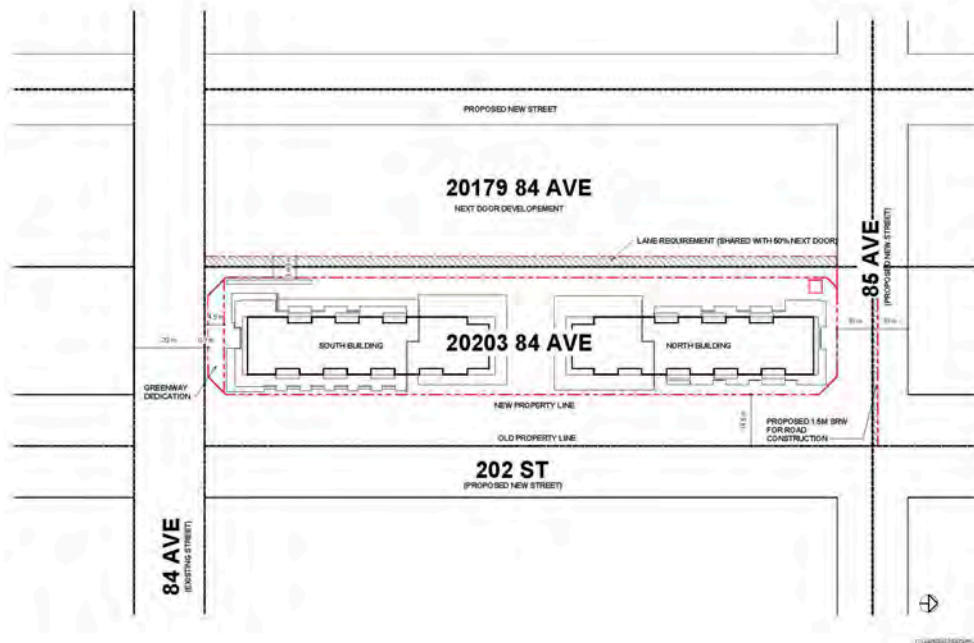 PROPOSED NEW STREET
20179 84 AVE
NEXT DOOR DEVELOPEMENT
LANE REQUIREMENT (SHARED WITH 50% NEXT DOOR)
85 AVE
(PROPOSED NEW STREET)
SOUTH BUILDING
20203 84 AVE
NORTH BUILDING
20 m
GREENWAY
DEDICATION
NEW PROPERTY LINE
OLD PROPERTY LINE
PROPOSED 1.5M SRW
FOR ROAD
CONSTRUCTION
202 ST
(PROPOSED NEW STREET)
84 AVE
(EXISTING STREET)